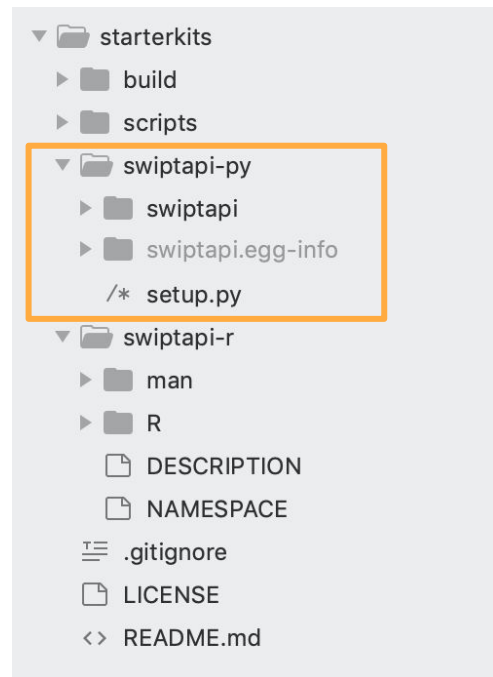 starterkits
build
scripts
swiptapi-py
swiptapi
swiptapi.egg-info
/* setup.py
swiptapi-r
man
R
DESCRIPTION
NAMESPACE
.gitignore
LICENSE
<> README.md